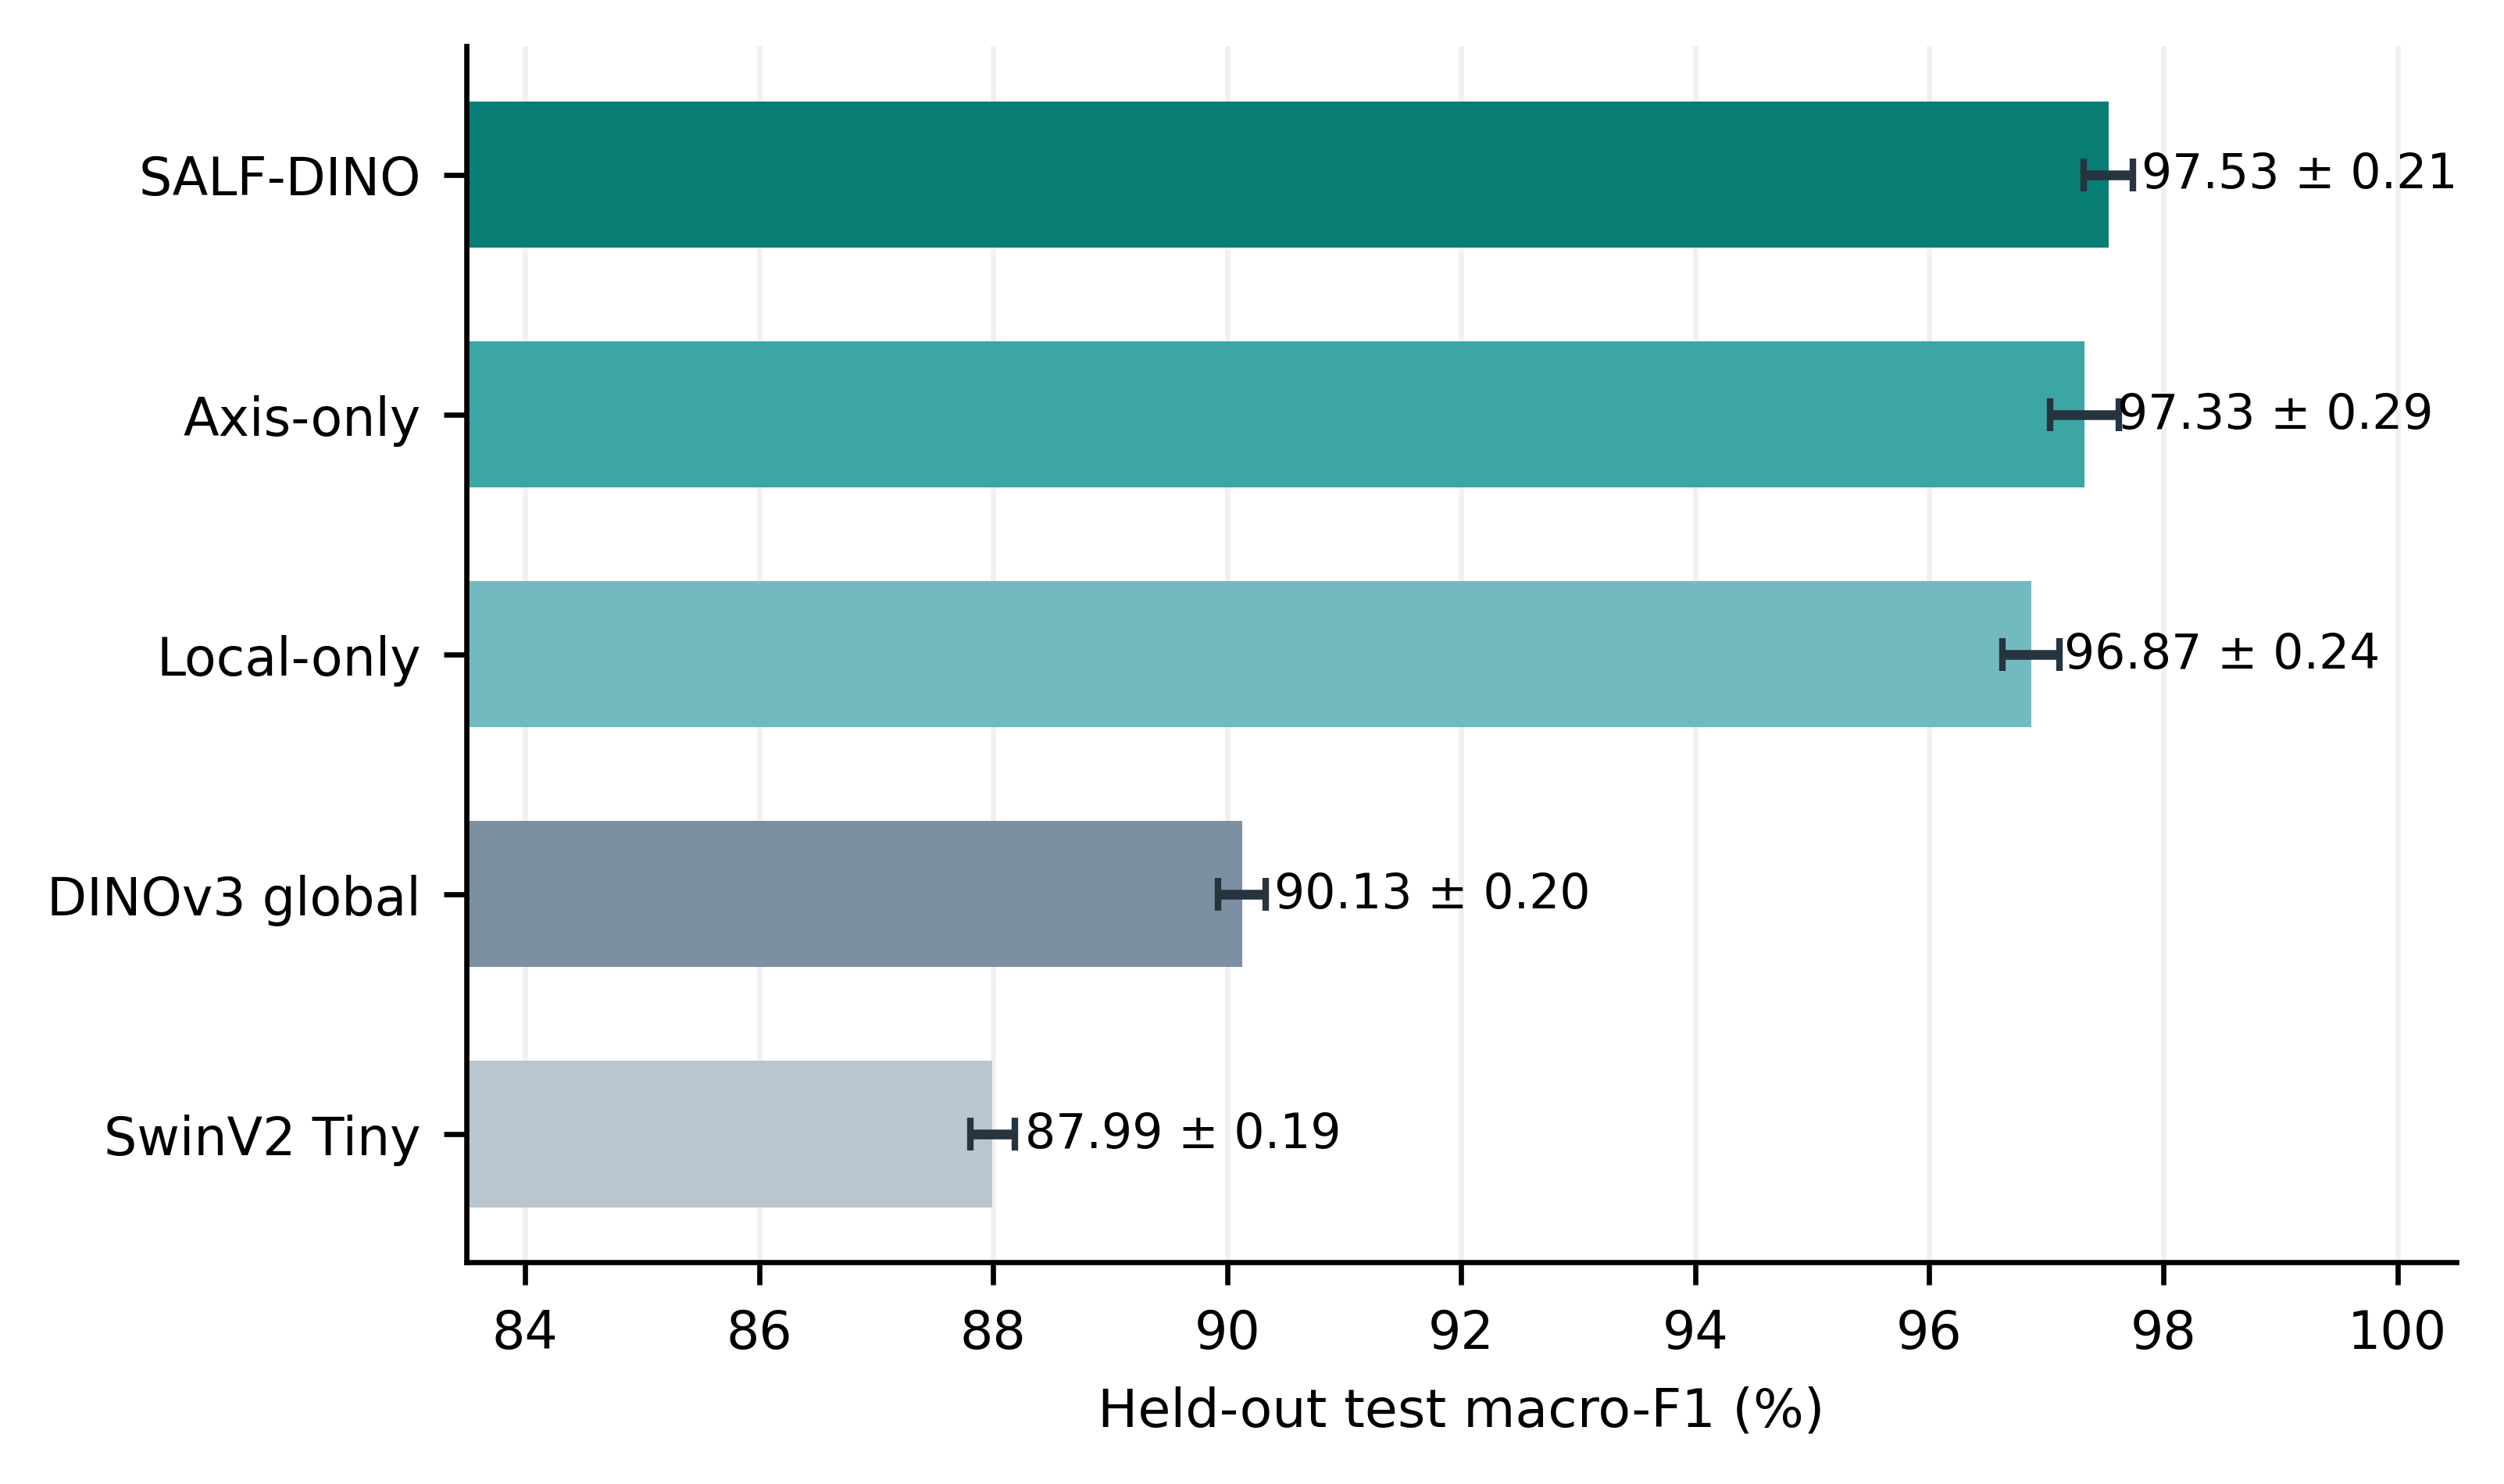 SALF-DINO
97.53 ± 0.21
Axis-only
97.33 ± 0.29
Local-only
96.87 ± 0.24
DINOv3 global
90.13 ± 0.20
SwinV2 Tiny
87.99 ± 0.19
84 86 88 90 92 94 96 98 100
Held-out test macro-F1 (%)